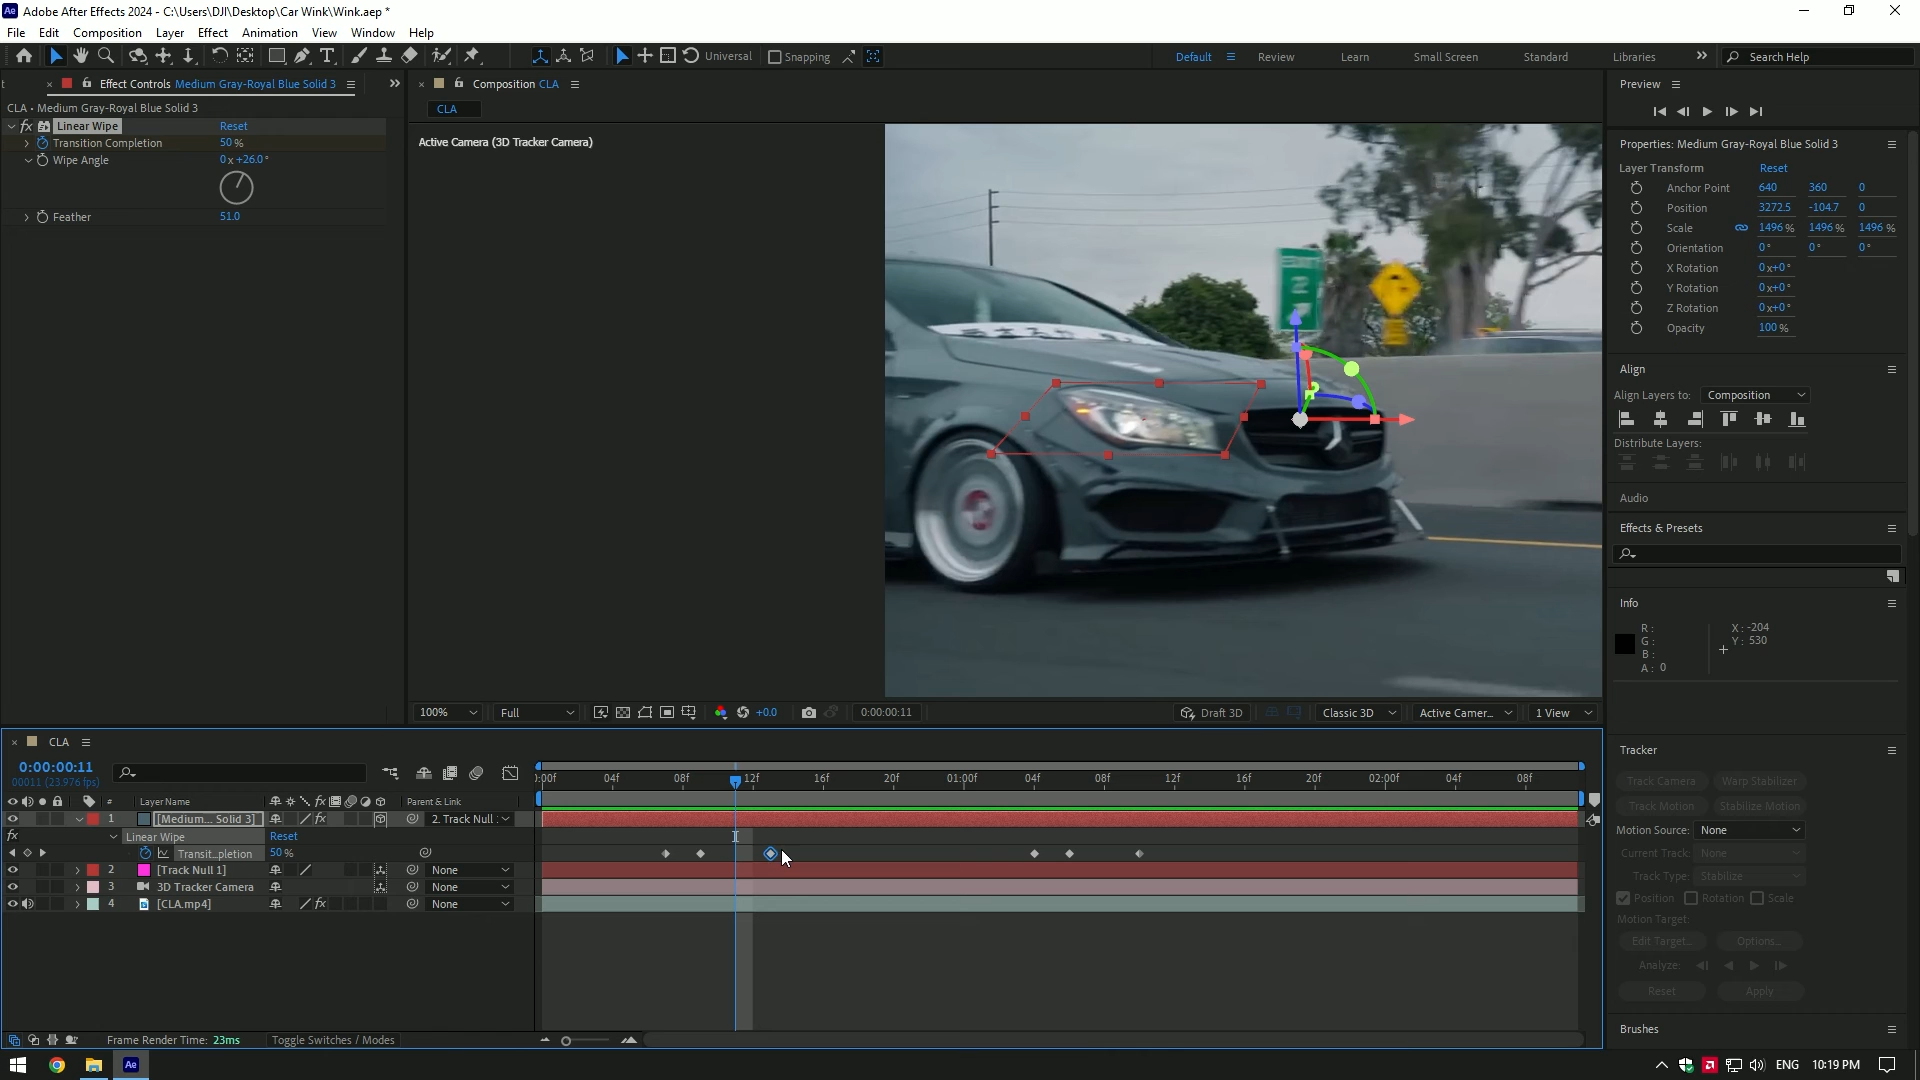 Adobe After Effects 2024 - C:\Users\DJI\Desktop\Car Wink\Wink.aep *
File Edit Composition Layer Effect Animation View Window Help
Universal Snapping Default Review Learn Small Screen Standard Libraries Search Help
Effect Controls Medium Gray-Royal Blue Solid 3
CLA • Medium Gray-Royal Blue Solid 3
fx Linear Wipe Reset
Transition Completion 50 %
Wipe Angle 0 x +26.0 °
Feather 51.0
Composition CLA
CLA
Active Camera (3D Tracker Camera)
100% Full +0.0 0:00:00:11 Draft 3D Classic 3D Active Camer... 1 View
Preview
Properties: Medium Gray-Royal Blue Solid 3
Layer Transform Reset
Anchor Point 640 360 0
Position 3272.5 -104.7 0
Scale 1496 % 1496 % 1496 %
Orientation 0 ° 0 ° 0 °
X Rotation 0 x+0 °
Y Rotation 0 x+0 °
Z Rotation 0 x+0 °
Opacity 100 %
Align
Align Layers to: Composition
Distribute Layers:
Audio
Effects & Presets
Info
R :
G :
B :
A : 0
X : -204
Y : 530
Tracker
Track Camera Warp Stabilizer
Track Motion Stabilize Motion
Motion Source: None
Current Track: None
Track Type: Stabilize
Position Rotation Scale
Motion Target:
Edit Target... Options...
Analyze:
Reset Apply
Brushes
CLA
0:00:00:11
00011 (23.976 fps)
:00f 04f 08f 12f 16f 20f 01:00f 04f 08f 12f 16f 20f 02:00f 04f 08f
# Layer Name fx Parent & Link
1 [Medium... Solid 3] fx 2. Track Null :
fx Linear Wipe Reset
Transit...pletion 50 %
2 [Track Null 1] None
3 3D Tracker Camera None
4 [CLA.mp4] fx None
Frame Render Time: 23ms Toggle Switches / Modes
Ae ENG 10:19 PM